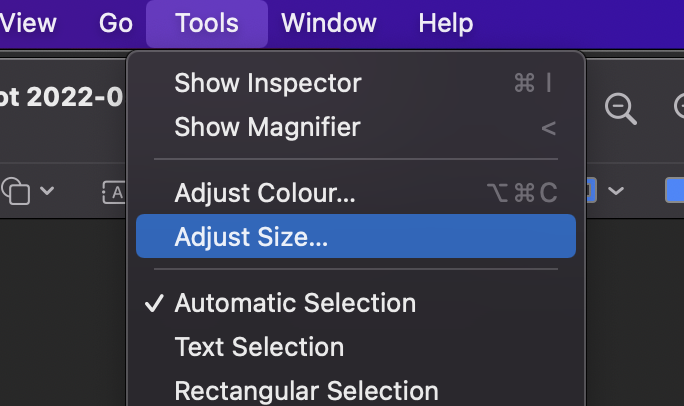 View Go Tools Window Help
ot 2022-0
Show Inspector ⌘ I
Show Magnifier <
A
Adjust Colour... ⌥⌘C
Adjust Size...
✓ Automatic Selection
Text Selection
Rectangular Selection